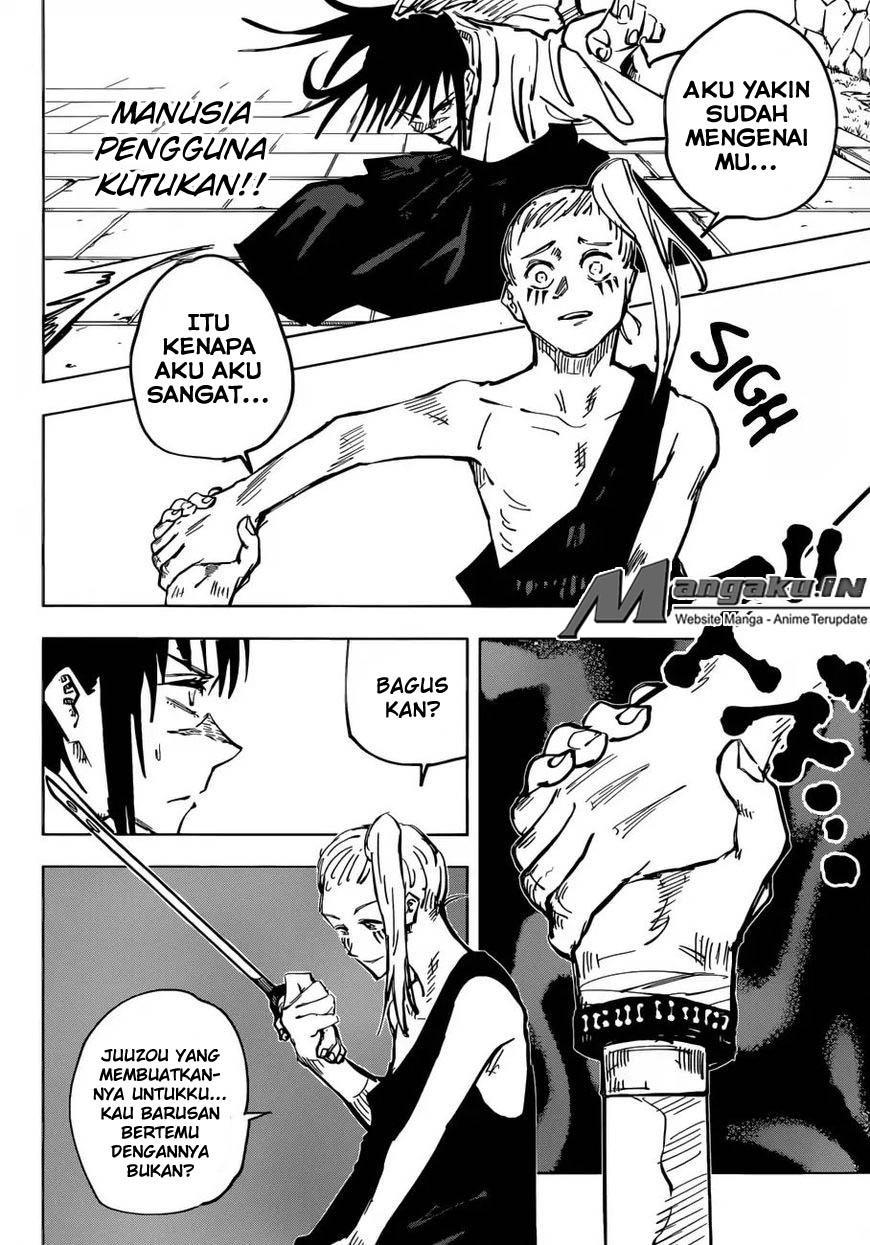 AKU YAKIN
SUDAH
MENGENAI
MU...
MANUSIA
PENGGUNA
KUTUKAN!!
ITU
KENAPA
AKU AKU
SANGAT...
SIGH
Mangaku.in
Website Manga - Anime Terupdate
BAGUS
KAN?
JUUZOU YANG
MEMBUATKAN-
NYA UNTUKKU...
KAU BARUSAN
BERTEMU
DENGANNYA
BUKAN?